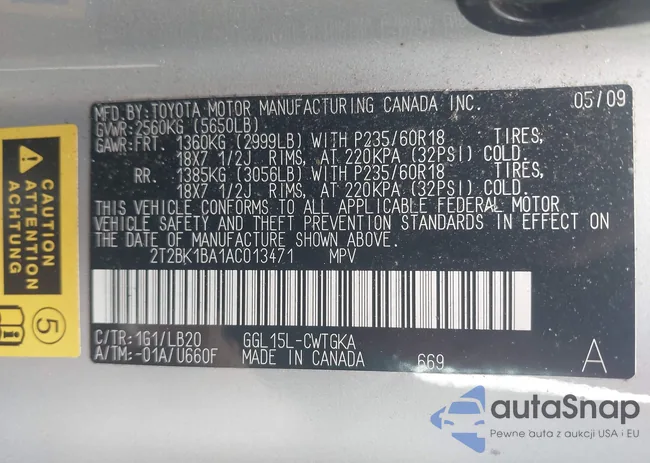 MFD.BY:TOYOTA MOTOR MANUFACTURING CANADA INC. 05/09
GVWR:2560KG (5650LB)
GAWR:FRT. 1360KG (2999LB) WITH P235/60R18 TIRES,
18X7 1/2J RIMS, AT 220KPA (32PSI) COLD.
RR. 1385KG (3056LB) WITH P235/60R18 TIRES,
18X7 1/2J RIMS, AT 220KPA (32PSI) COLD.
THIS VEHICLE CONFORMS TO ALL APPLICABLE FEDERAL MOTOR
VEHICLE SAFETY AND THEFT PREVENTION STANDARDS IN EFFECT ON
THE DATE OF MANUFACTURE SHOWN ABOVE.
2T2BK1BA1AC013471 MPV
C/TR:1G1/LB20 GGL15L-CWTGKA
A/TM:-01A/U660F MADE IN CANADA 669 A
CAUTION
ATTENTION
ACHTUNG
5
autaSnap
Pewne auta z aukcji USA i EU